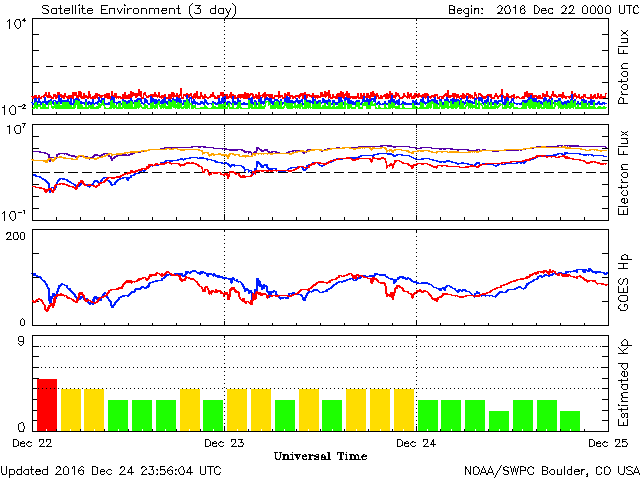 Satellite Environment (3 day) Begin: 2016 Dec 22 0000 UTC
10⁴
10⁻²
Proton Flux
10⁷
10⁻¹
Electron Flux
200
0
GOES Hp
9
0
Estimated Kp
Dec 22 Dec 23 Dec 24 Dec 25
Universal Time
Updated 2016 Dec 24 23:56:04 UTC NOAA/SWPC Boulder, CO USA